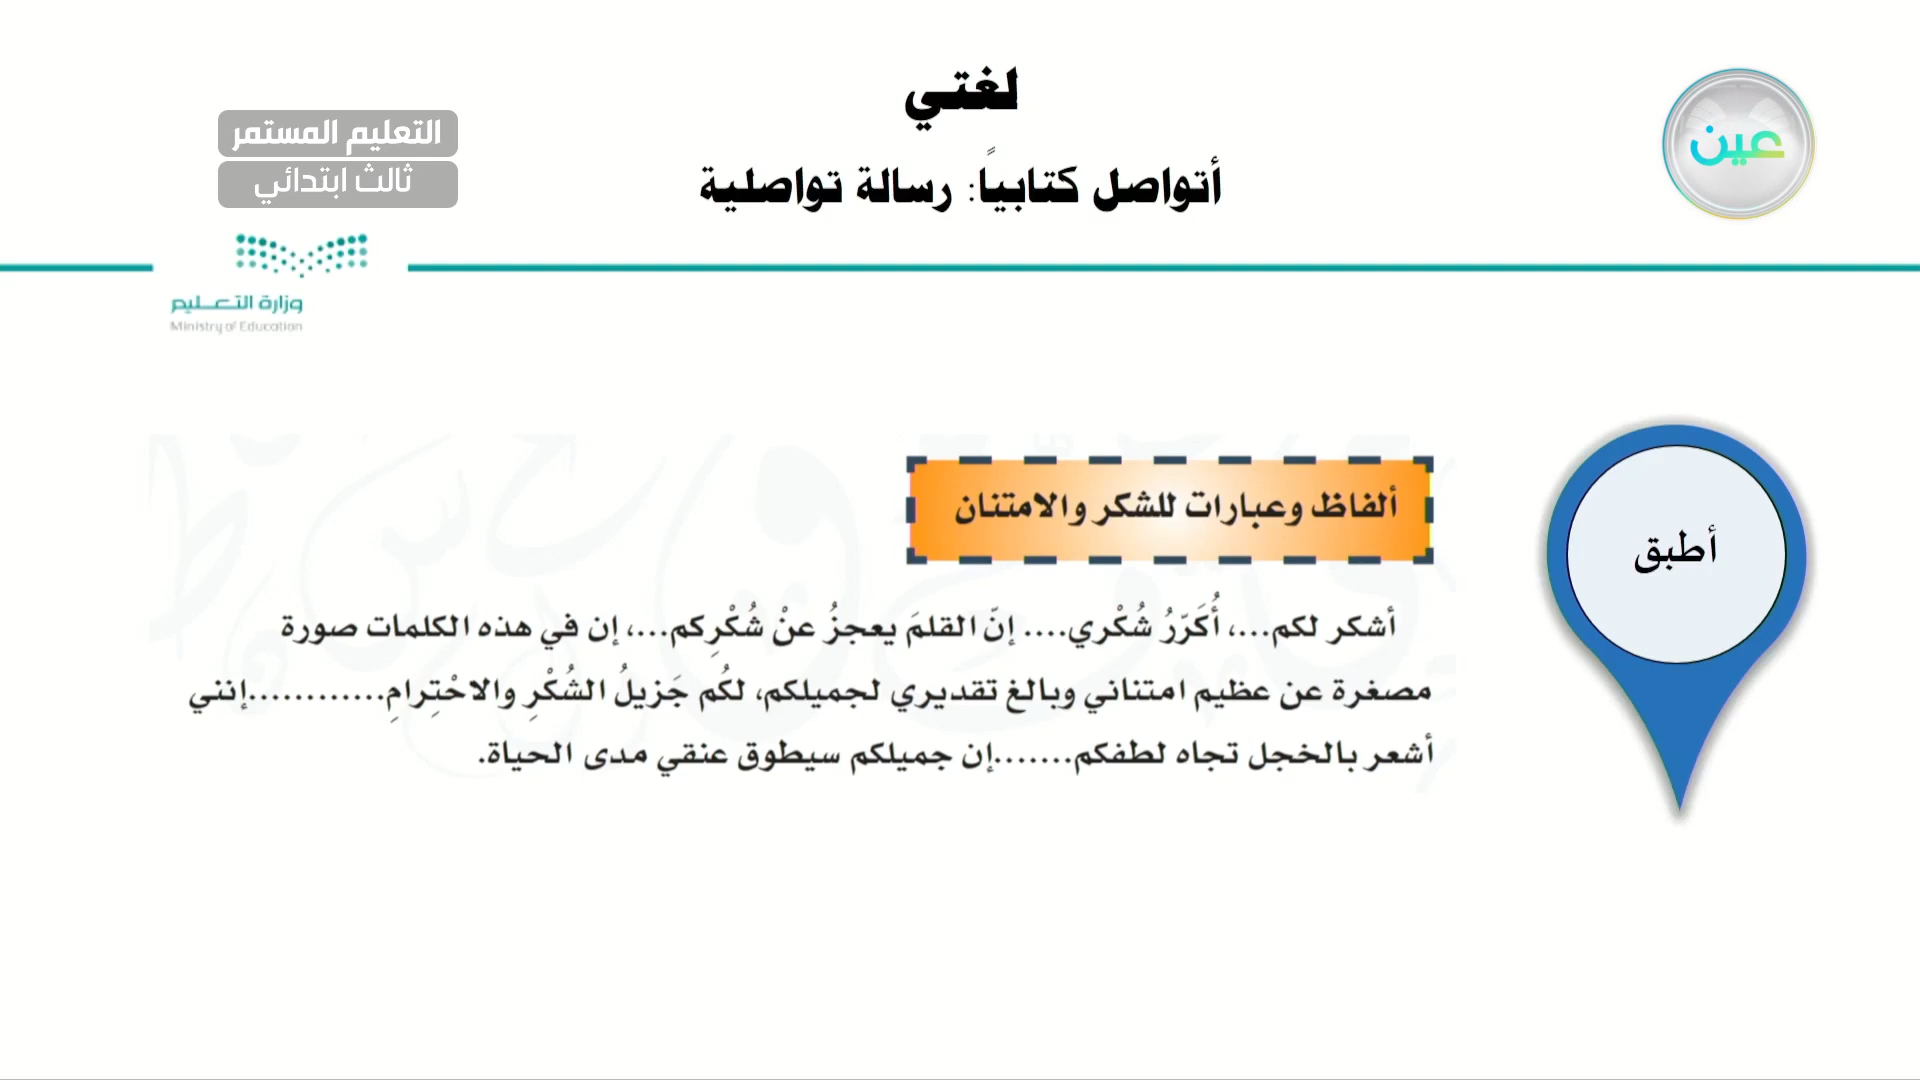 لغتي
أتواصل كتابياً: رسالة تواصلية
عين
التعليم المستمر
ثالث ابتدائي
وزارة التعـــليم
Ministry of Education
أطبق
ألفاظ وعبارات للشكر والامتنان
أشكر لكم...، أُكَرّرُ شُكْري.... إنّ القلمَ يعجزُ عنْ شُكْرِكم...، إن في هذه الكلمات صورة
مصغرة عن عظيم امتناني وبالغ تقديري لجميلكم، لكُم جَزيلُ الشُكْرِ والاحْتِرامِ............إنني
أشعر بالخجل تجاه لطفكم.......إن جميلكم سيطوق عنقي مدى الحياة.